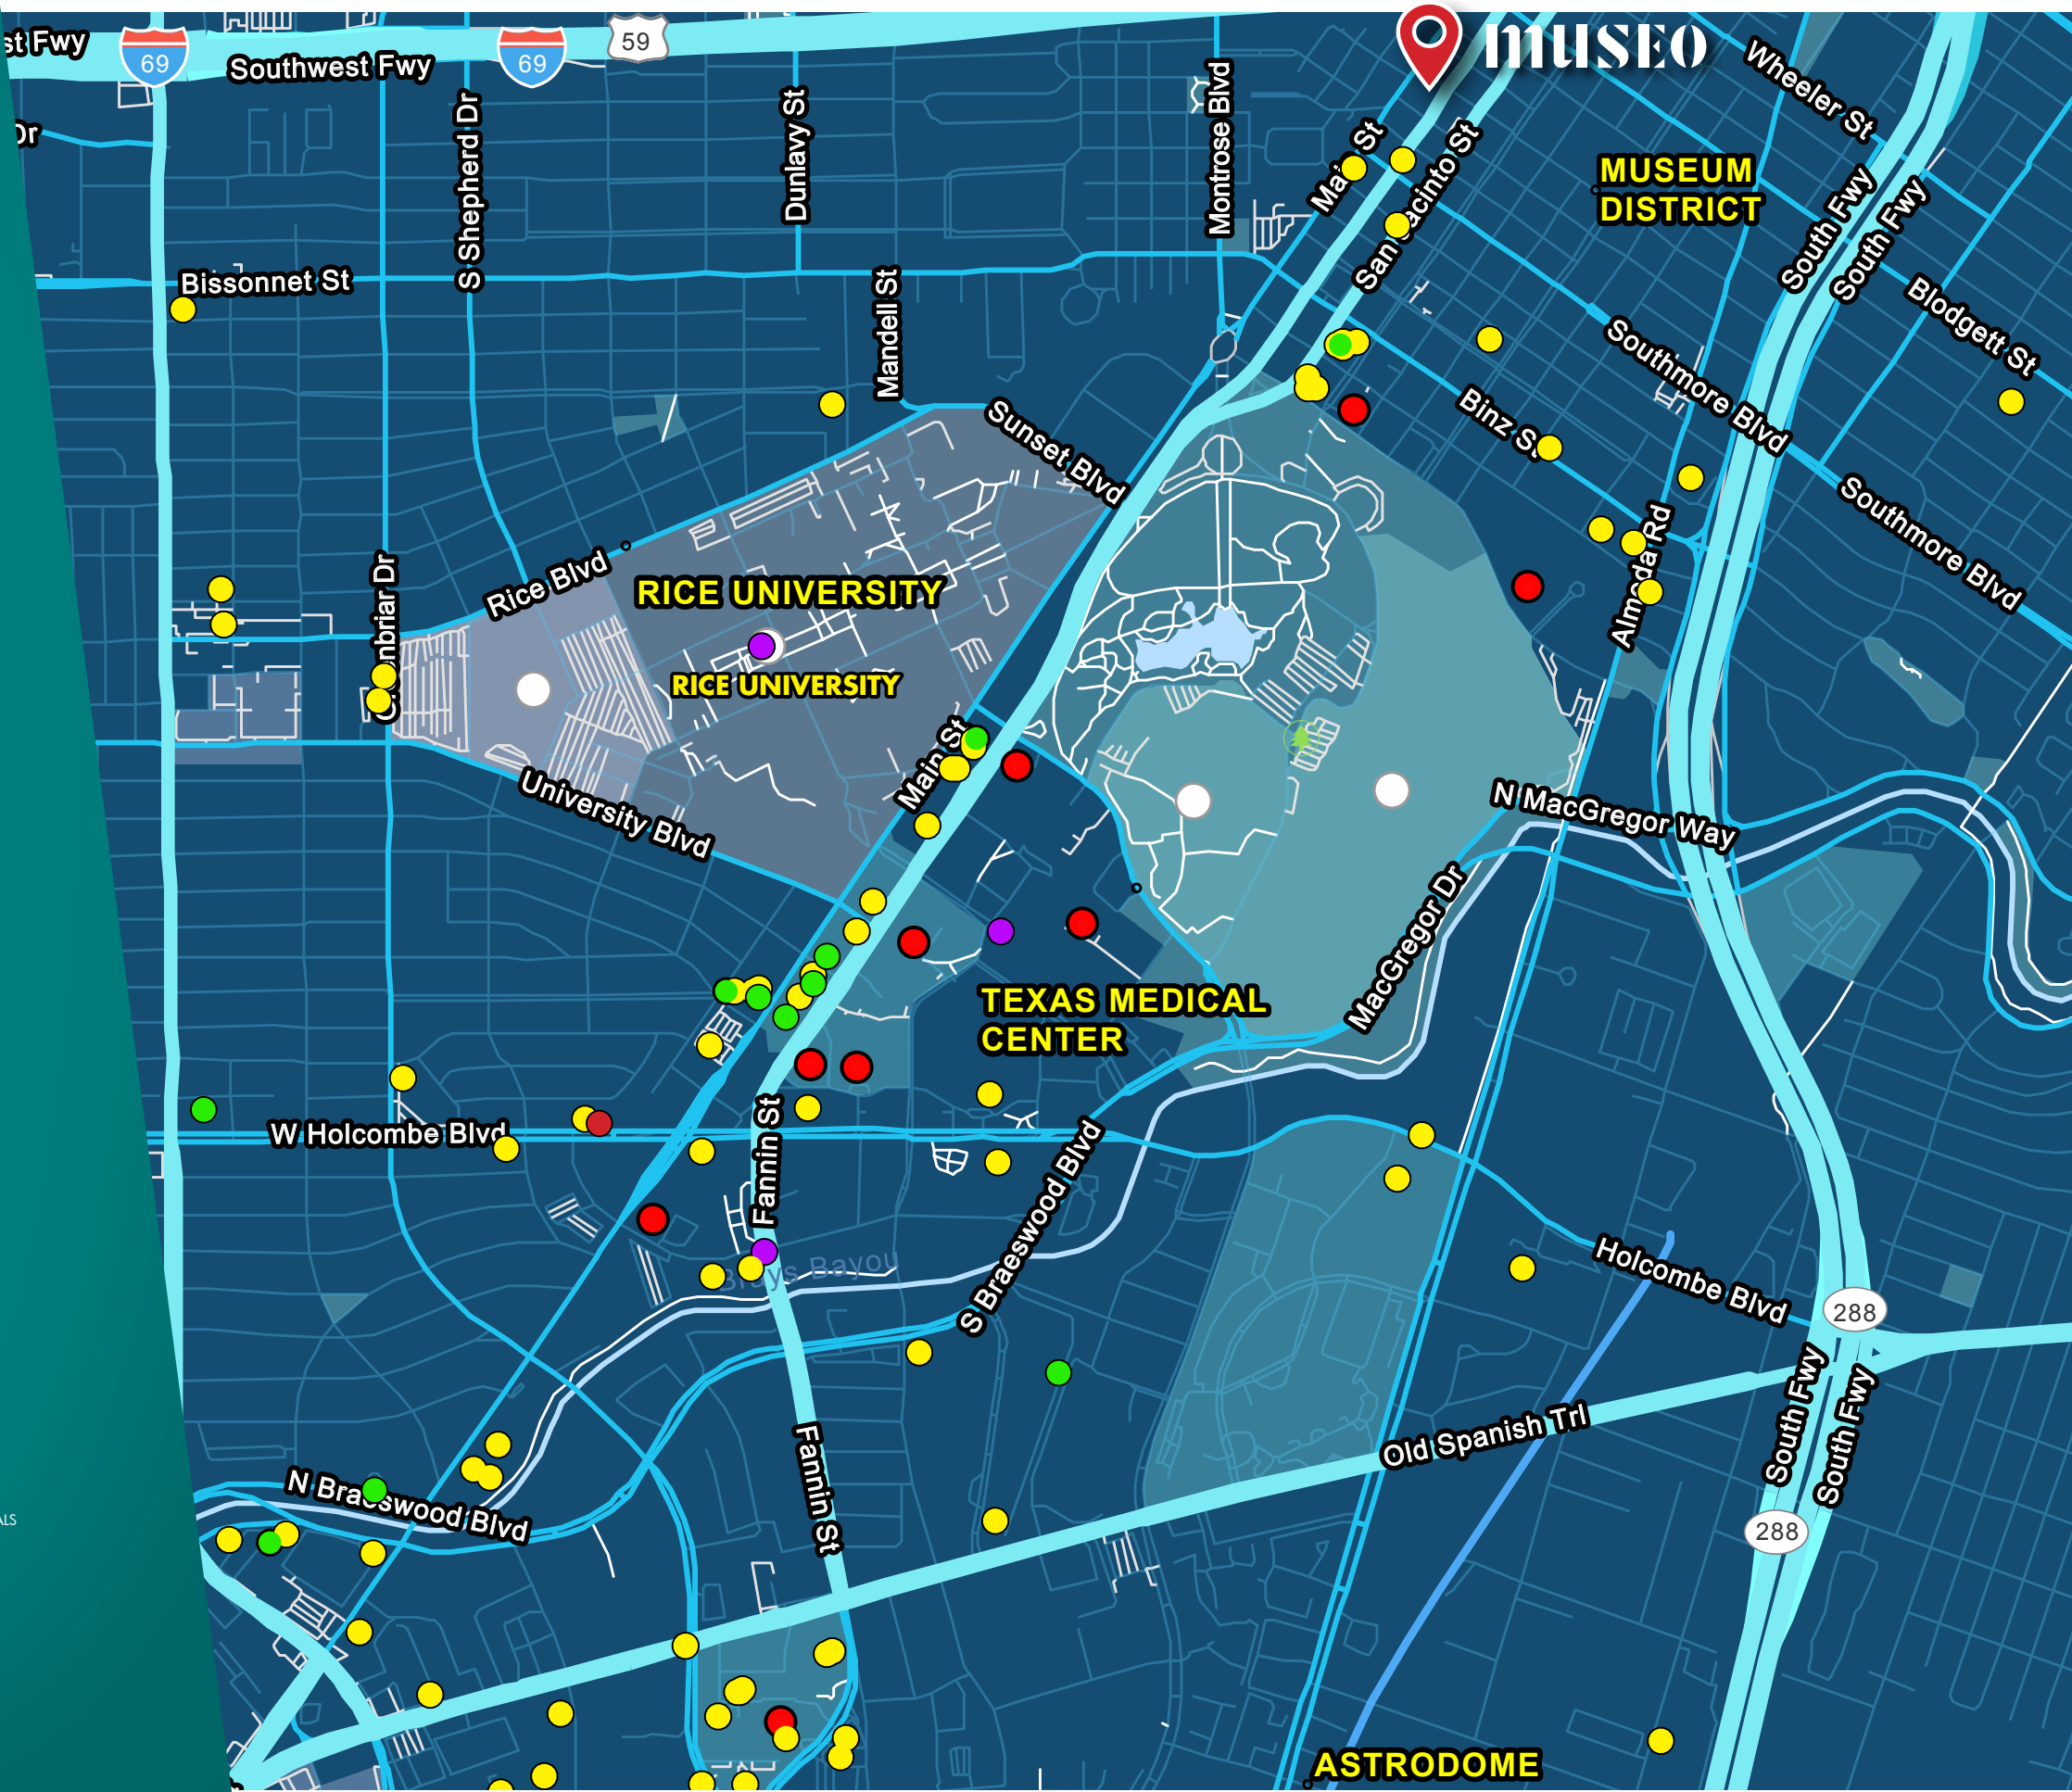 st Fwy
69
Southwest Fwy
69
59
MUSEO
Wheeler St
Dr
S Shepherd Dr
Dunlavy St
Montrose Blvd
Main St
San Jacinto St
MUSEUM
DISTRICT
South Fwy
South Fwy
Bissonnet St
Mandell St
Blodgett St
Southmore Blvd
Binz St
Sunset Blvd
Southmore Blvd
Almeda Rd
Rice Blvd
RICE UNIVERSITY
RICE UNIVERSITY
Main St
University Blvd
N MacGregor Way
MacGregor Dr
TEXAS MEDICAL
CENTER
W Holcombe Blvd
Fannin St
S Braeswood Blvd
Brays Bayou
Holcombe Blvd
288
South Fwy
South Fwy
Old Spanish Trl
Fannin St
N Braeswood Blvd
ALS
288
ASTRODOME